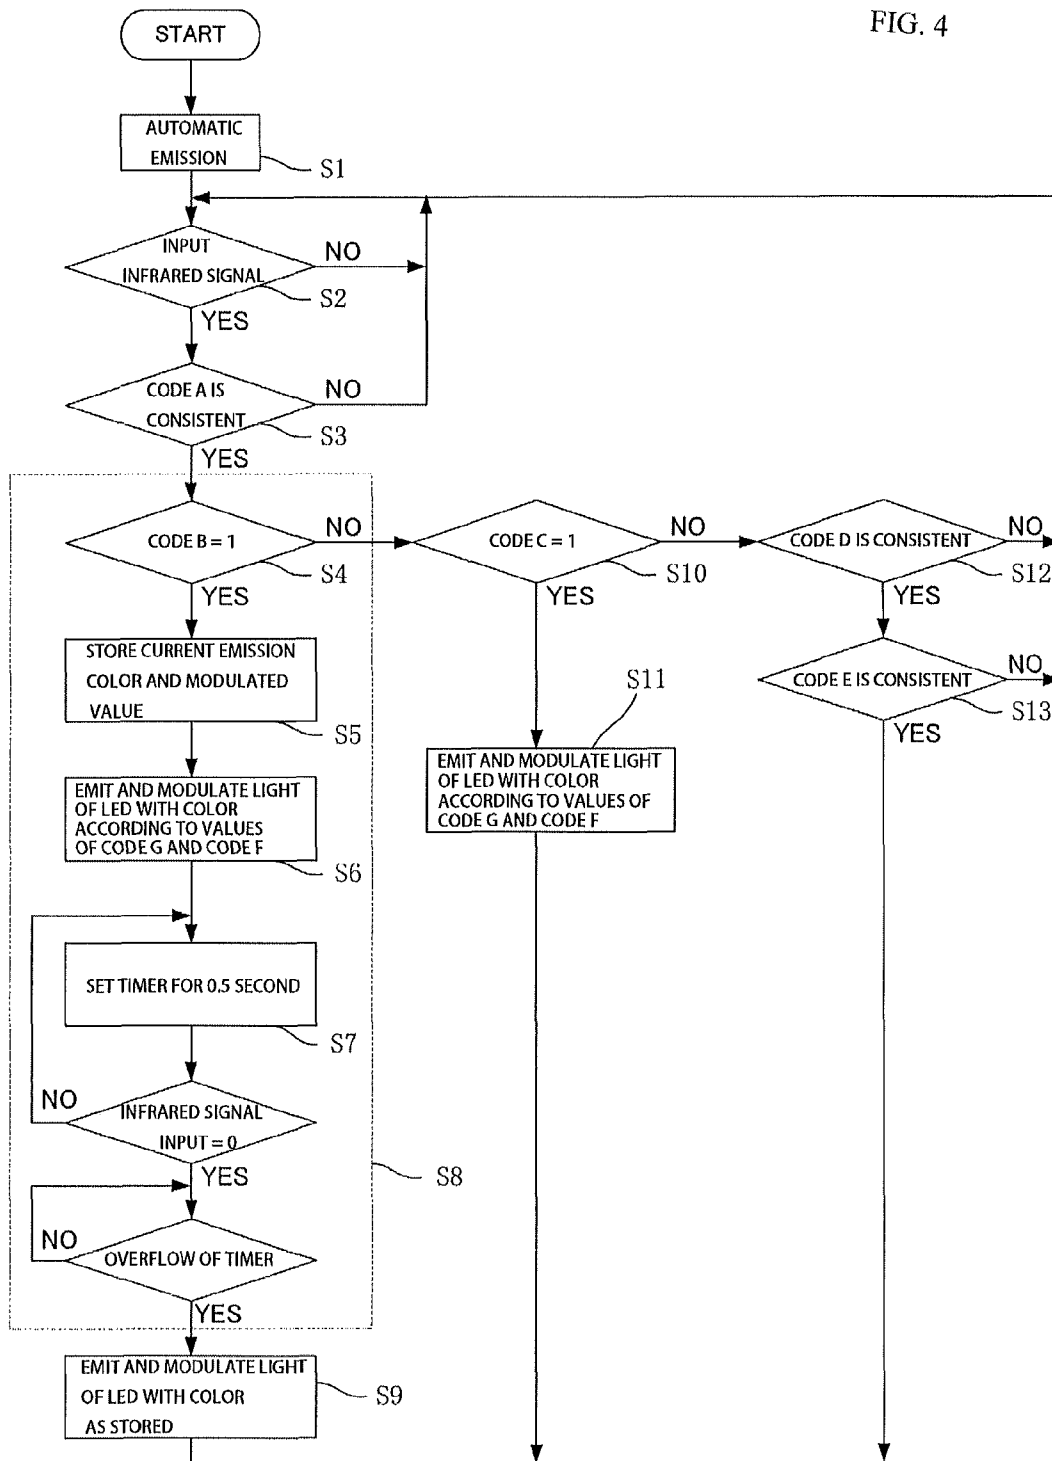 FIG. 4
START
AUTOMATIC
EMISSION
S1
INPUT
INFRARED SIGNAL
NO
S2
YES
CODE A IS
CONSISTENT
NO
S3
YES
CODE B = 1
NO
S4
YES
CODE C = 1
NO
S10
YES
CODE D IS CONSISTENT
NO
S12
YES
STORE CURRENT EMISSION
COLOR AND MODULATED
VALUE
S5
CODE E IS CONSISTENT
NO
S13
YES
S11
EMIT AND MODULATE LIGHT
OF LED WITH COLOR
ACCORDING TO VALUES OF
CODE G AND CODE F
EMIT AND MODULATE LIGHT
OF LED WITH COLOR
ACCORDING TO VALUES
OF CODE G AND CODE F
S6
SET TIMER FOR 0.5 SECOND
S7
NO
INFRARED SIGNAL
INPUT = 0
YES
S8
NO
OVERFLOW OF TIMER
YES
EMIT AND MODULATE LIGHT
OF LED WITH COLOR
AS STORED
S9